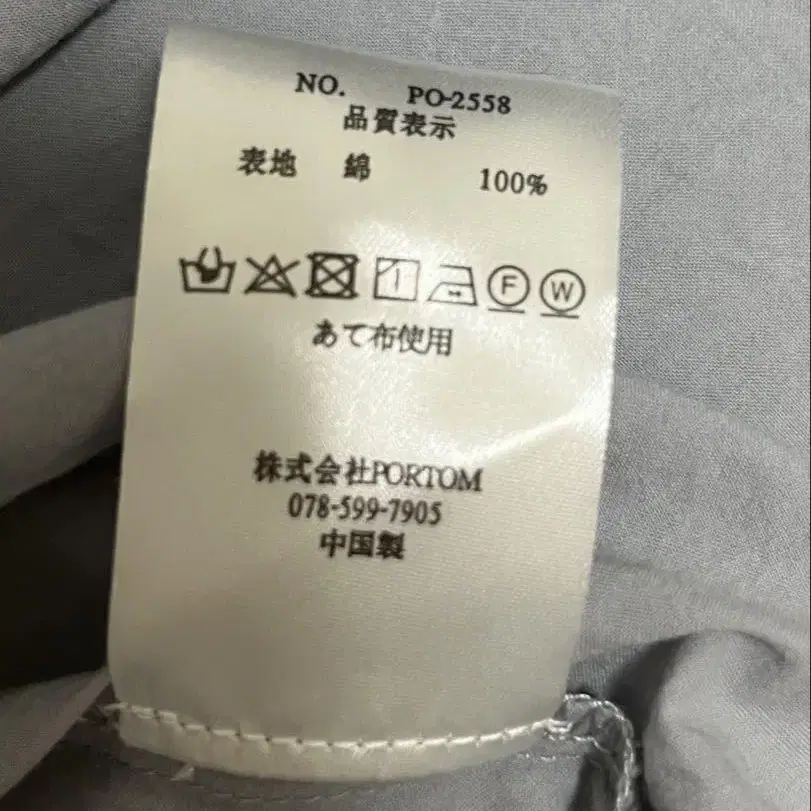 NO. PO-2558
品質表示
表地 綿 100%
F W
あて布使用
株式会社PORTOM
078-599-7905
中国製